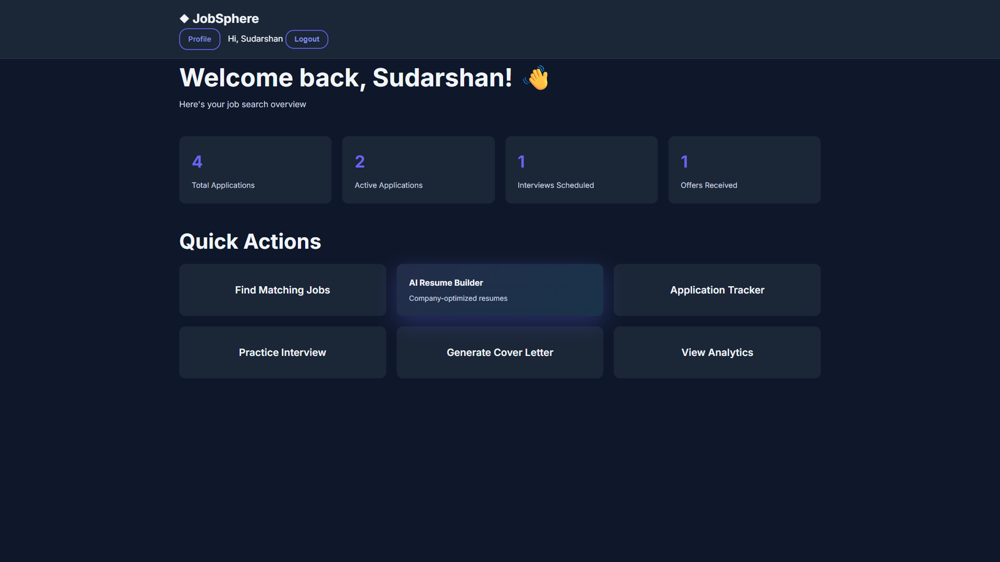 ◆ JobSphere
Profile Hi, Sudarshan Logout
Welcome back, Sudarshan! 👋
Here's your job search overview
4 2 1 1
Total Applications Active Applications Interviews Scheduled Offers Received
Quick Actions
Find Matching Jobs
AI Resume Builder
Company-optimized resumes
Application Tracker
Practice Interview
Generate Cover Letter
View Analytics